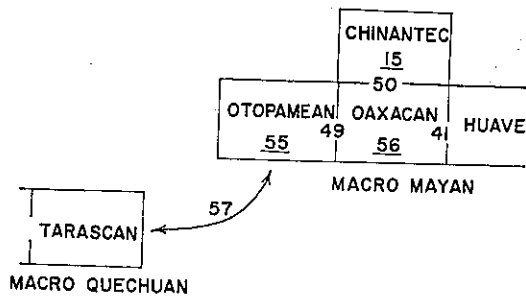 CHINANTEC
15
50
OTOPAMEAN 49 OAXACAN 41 HUAVE
55 56
MACRO MAYAN
57
TARASCAN
MACRO QUECHUAN